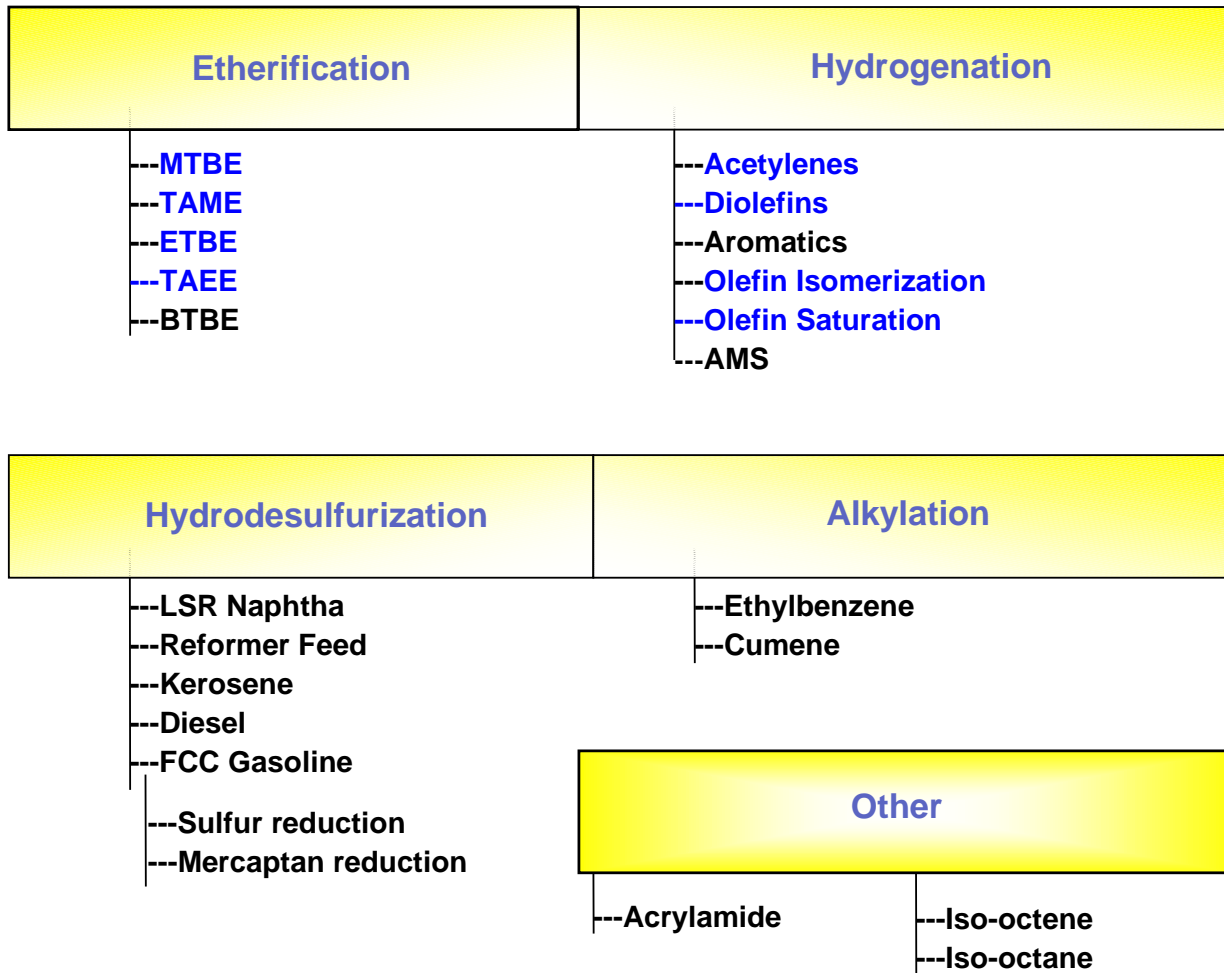 Etherification
---MTBE
---TAME
---ETBE
---TAEE
---BTBE
Hydrogenation
---Acetylenes
---Diolefins
---Aromatics
---Olefin Isomerization
---Olefin Saturation
---AMS
Hydrodesulfurization
---LSR Naphtha
---Reformer Feed
---Kerosene
---Diesel
---FCC Gasoline
---Sulfur reduction
---Mercaptan reduction
Alkylation
---Ethylbenzene
---Cumene
Other
---Acrylamide
---Iso-octene
---Iso-octane